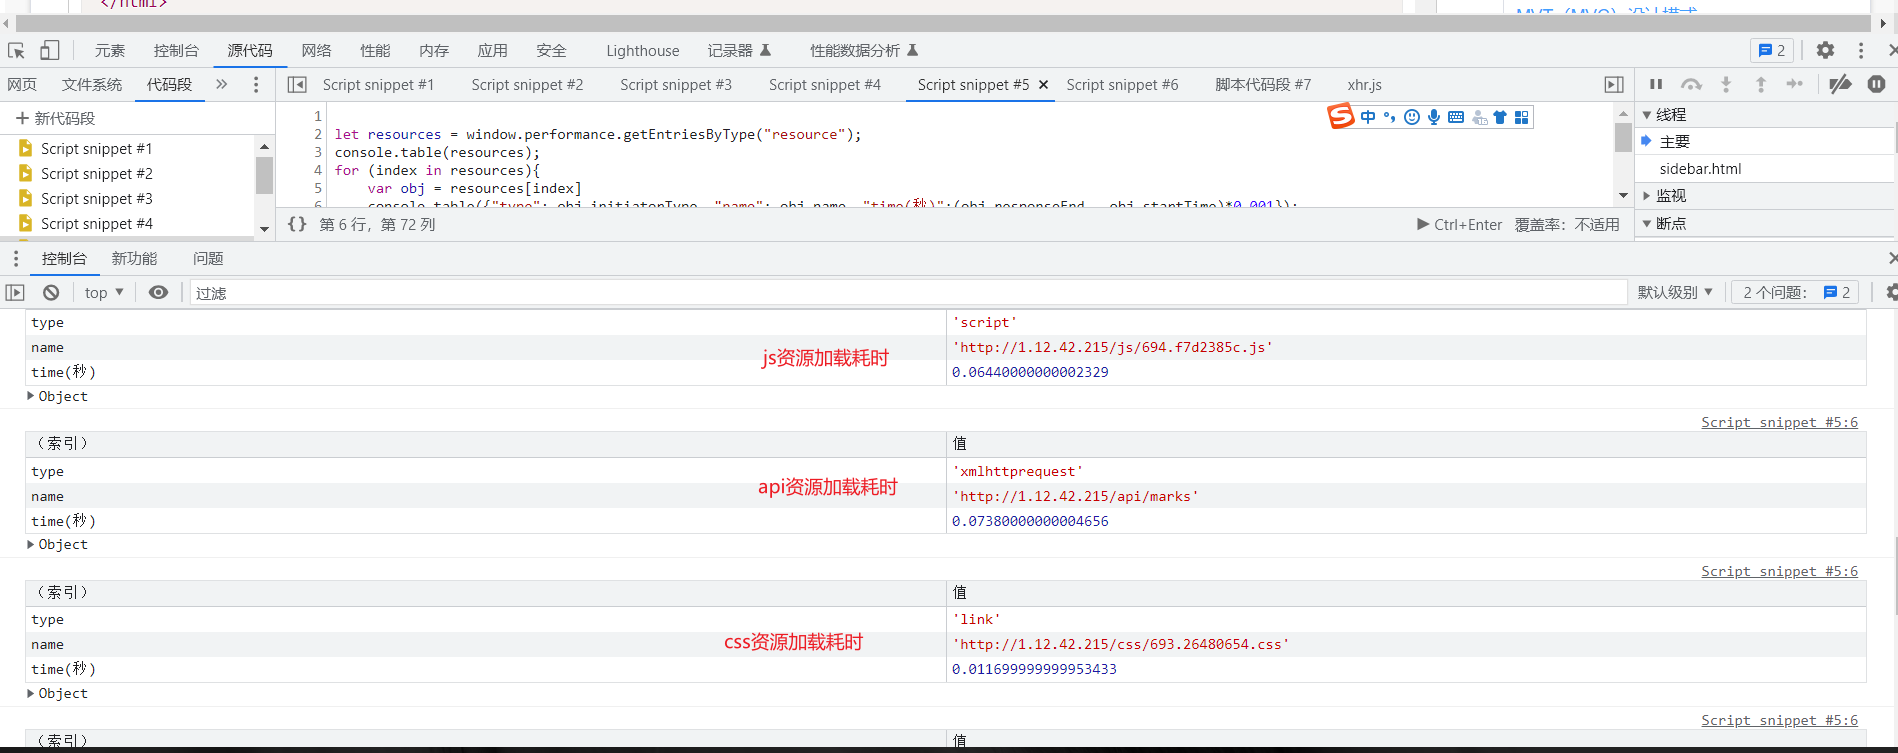 </html>
MVT（MVC）设计模式
元素 控制台 源代码 网络 性能 内存 应用 安全 Lighthouse 记录器 性能数据分析 2
网页 文件系统 代码段 Script snippet #1 Script snippet #2 Script snippet #3 Script snippet #4 Script snippet #5 Script snippet #6 脚本代码段 #7 xhr.js
新代码段
Script snippet #1
Script snippet #2
Script snippet #3
Script snippet #4
1
2 let resources = window.performance.getEntriesByType("resource");
3 console.table(resources);
4 for (index in resources){
5 var obj = resources[index]
6 console.table({"type": obj.initiatorType, "name": obj.name, "time(秒)":(obj.responseEnd - obj.startTime)*0.001});
中
线程
主要
sidebar.html
监视
断点
{} 第 6 行，第 72 列 Ctrl+Enter 覆盖率：不适用
控制台 新功能 问题
top 过滤 默认级别 2 个问题： 2
type 'script'
name 'http://1.12.42.215/js/694.f7d2385c.js'
js资源加载耗时
time(秒) 0.06440000000002329
Object
Script snippet #5:6
（索引） 值
type 'xmlhttprequest'
api资源加载耗时
name 'http://1.12.42.215/api/marks'
time(秒) 0.07380000000004656
Object
Script snippet #5:6
（索引） 值
type 'link'
name 'http://1.12.42.215/css/693.26480654.css'
css资源加载耗时
time(秒) 0.011699999999953433
Object
Script snippet #5:6
（索引） 值